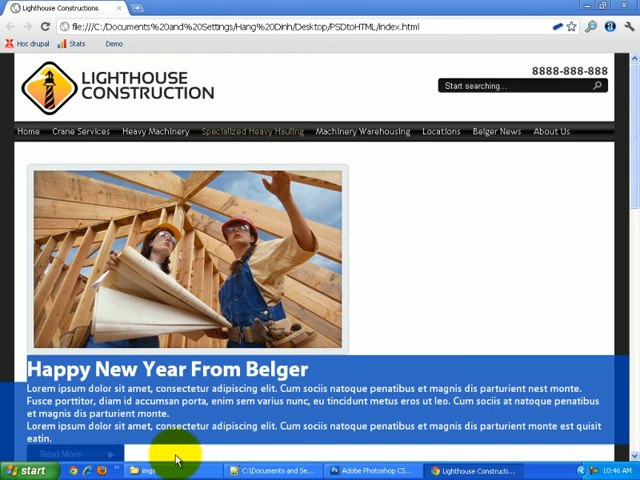 Lighthouse Constructions
file:///C:/Documents%20and%20Settings/Hang%20Dinh/Desktop/PSDtoHTML/index.html
Hoc drupal Stats Demo
LIGHTHOUSE
CONSTRUCTION
8888-888-888
Start searching...
Home Crane Services Heavy Machinery Specialized Heavy Hauling Machinery Warehousing Locations Belger News About Us
Happy New Year From Belger
Lorem ipsum dolor sit amet, consectetur adipiscing elit. Cum sociis natoque penatibus et magnis dis parturient nest monte.
Fusce porttitor, diam id accumsan porta, enim sem varius nunc, eu tincidunt metus eros ut leo. Cum sociis natoque penatibus
et magnis dis parturient monte.
Lorem ipsum dolor sit amet, consectetur adipiscing elit. Cum sociis natoque penatibus et magnis dis parturient est quisit
eatin.
Read More
start imgs C:\Documents and Se... Adobe Photoshop CS... Lighthouse Constructi... 10:46 AM